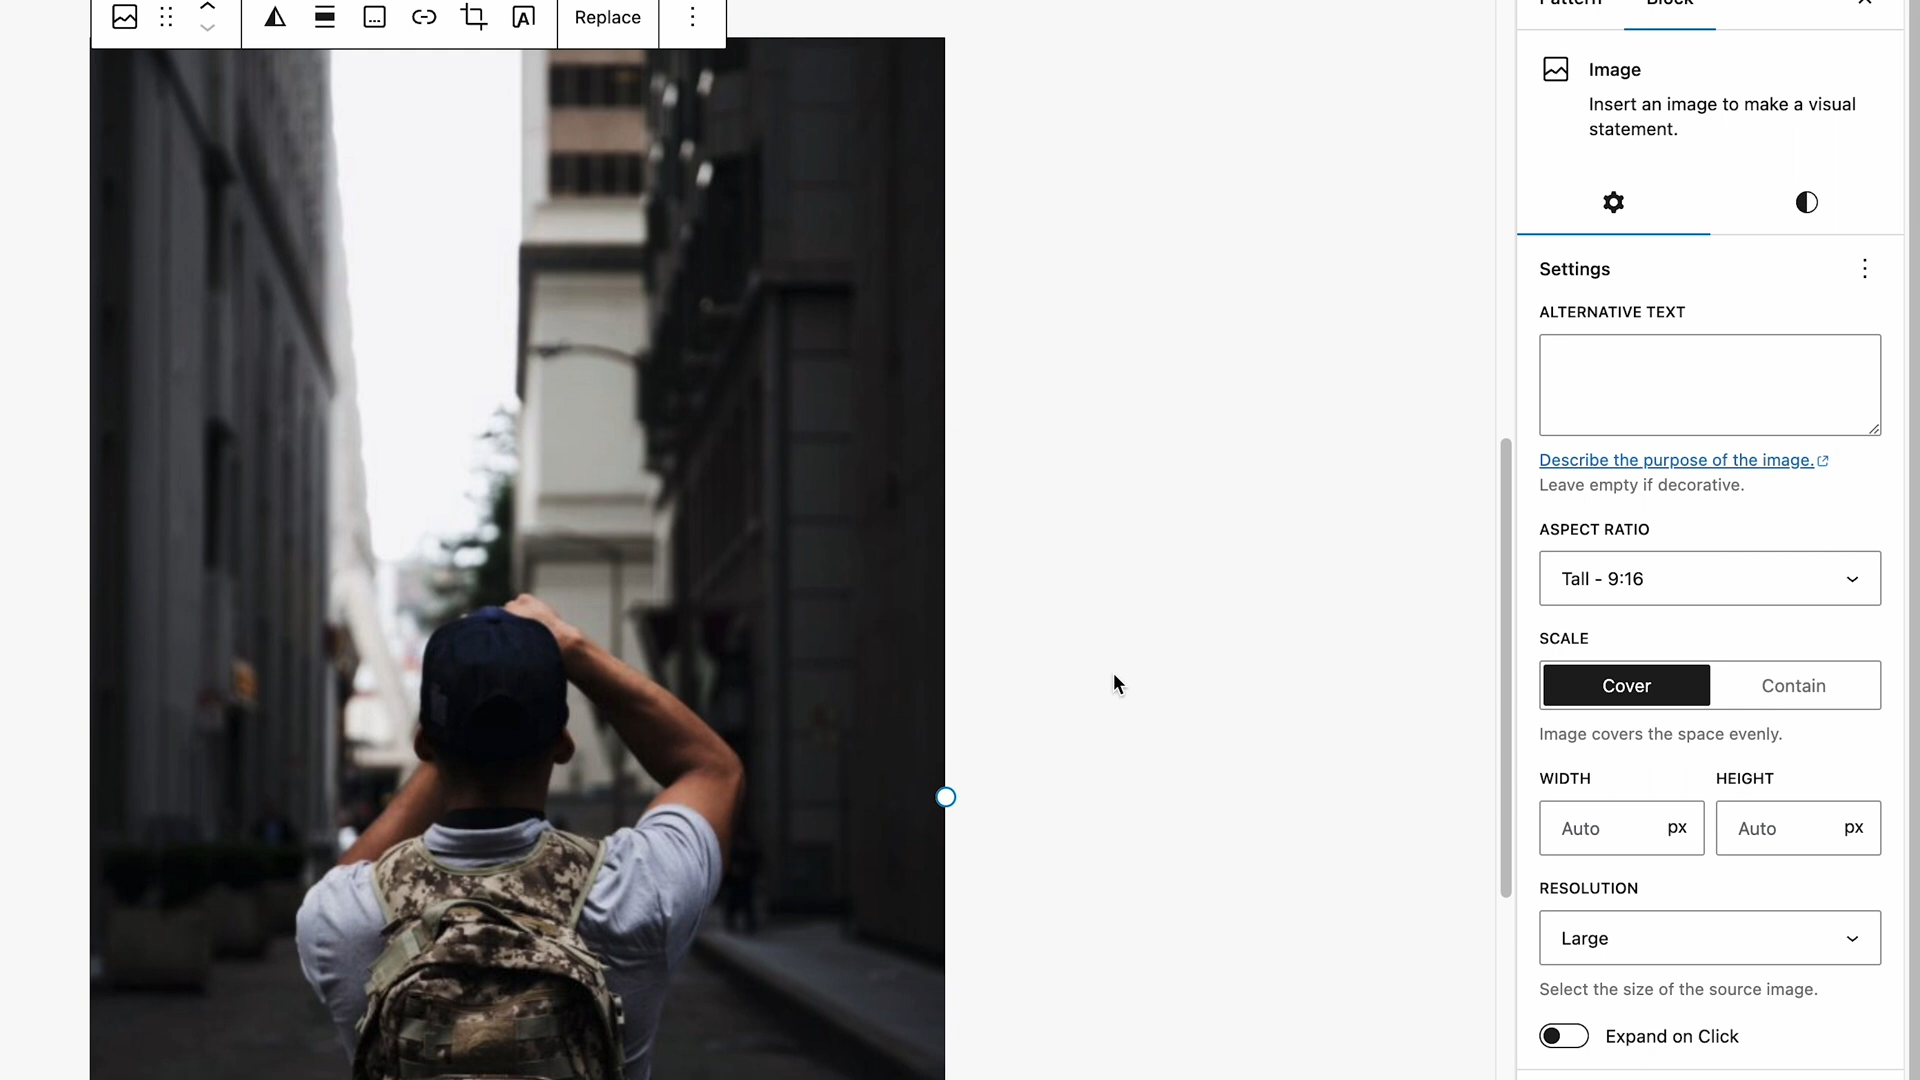 Replace
Pattern
Block
Image
Insert an image to make a visual
statement.
Settings
ALTERNATIVE TEXT
Describe the purpose of the image.
Leave empty if decorative.
ASPECT RATIO
Tall - 9:16
SCALE
Cover
Contain
Image covers the space evenly.
WIDTH
HEIGHT
Auto
px
Auto
px
RESOLUTION
Large
Select the size of the source image.
Expand on Click